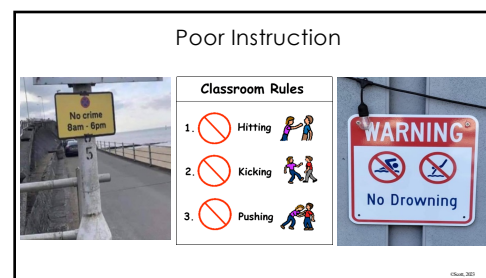 Poor Instruction
No crime
8am - 6pm
5
Classroom Rules
1. Hitting
2. Kicking
3. Pushing
WARNING
No Drowning
©Scott, 2023